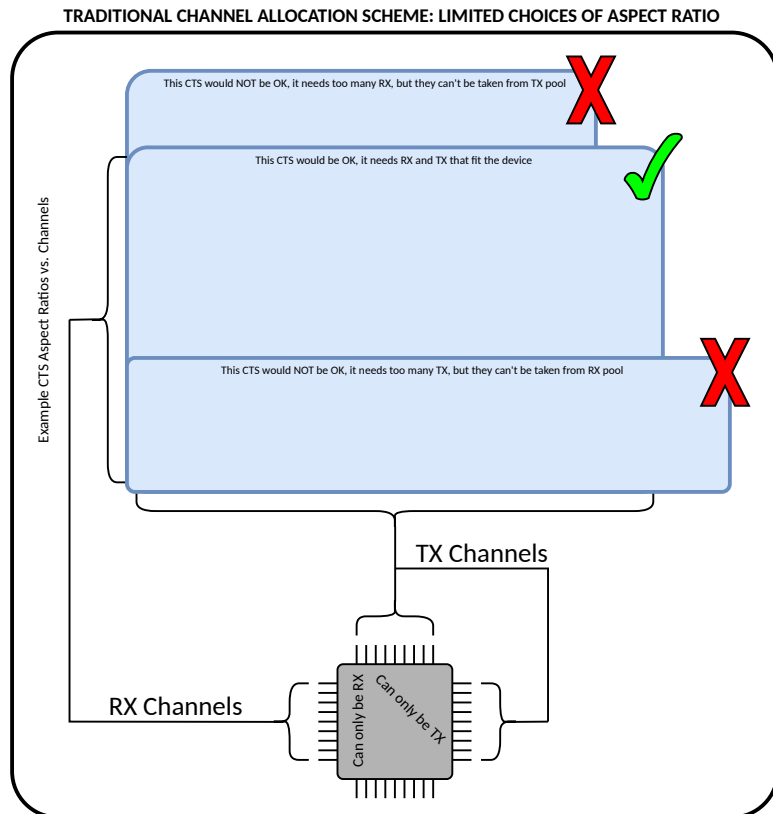 TRADITIONAL CHANNEL ALLOCATION SCHEME: LIMITED CHOICES OF ASPECT RATIO
This CTS would NOT be OK, it needs too many RX, but they can't be taken from TX pool
This CTS would be OK, it needs RX and TX that fit the device
Example CTS Aspect Ratios vs. Channels
This CTS would NOT be OK, it needs too many TX, but they can't be taken from RX pool
TX Channels
RX Channels
Can only be RX
Can only be TX